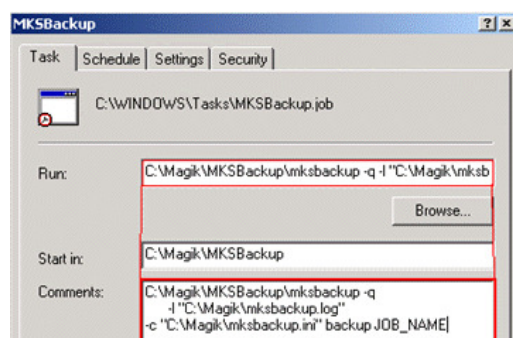 MKSBackup
Task Schedule Settings Security
C:\WINDOWS\Tasks\MKSBackup.job
Run: C:\Magik\MKSBackup\mksbackup -q -l "C:\Magik\mksb
Browse...
Start in: C:\Magik\MKSBackup
Comments: C:\Magik\MKSBackup\mksbackup -q
-l "C:\Magik\mksbackup.log"
-c "C:\Magik\mksbackup.ini" backup JOB_NAME